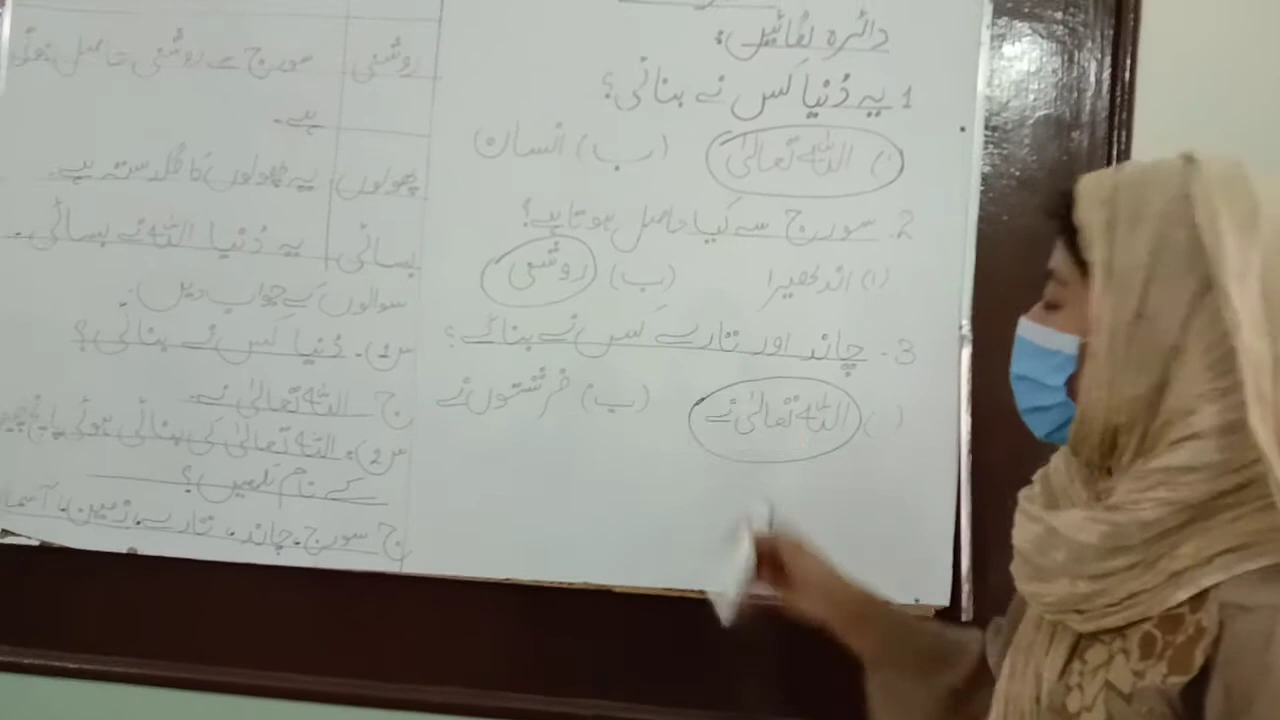 دائرہ لگائیں:
1 یہ دُنیا کس نے بنائی؟
(ا) اللہ تعالیٰ (ب) انسان
2. سورج سے کیا حاصل ہوتا ہے؟
(ا) اندھیرا (ب) روشنی
3. چاند اور تارے کس نے بنائے؟
(ا) اللہ تعالیٰ نے (ب) فرشتوں نے
روشنی سورج سے روشنی حاصل ہوتی
ہے۔
پھولوں یہ پھولوں کا گلدستہ ہے۔
بسائی یہ دُنیا اللہ نے بسائی۔
سوالوں کے جواب دیں:
س1). دُنیا کس نے بنائی؟
ج اللہ تعالیٰ نے۔
س2). اللہ تعالیٰ کی بنائی ہوئی پانچ
کے نام لکھیں؟
ج سورج، چاند، تارے، زمین،